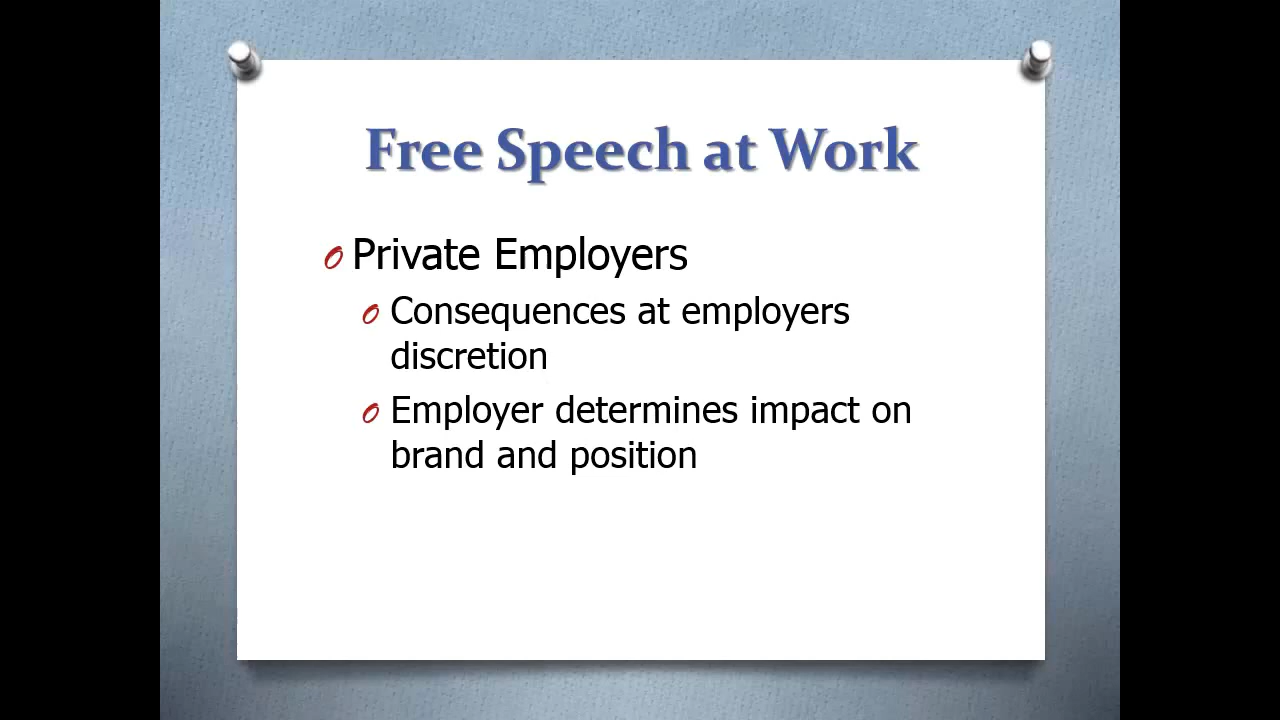 Free Speech at Work
Private Employers
Consequences at employers
discretion
Employer determines impact on
brand and position